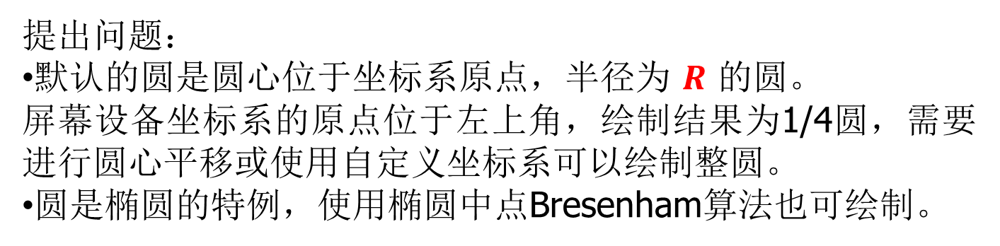 提出问题：
•默认的圆是圆心位于坐标系原点，半径为 R 的圆。
屏幕设备坐标系的原点位于左上角，绘制结果为1/4圆，需要
进行圆心平移或使用自定义坐标系可以绘制整圆。
•圆是椭圆的特例，使用椭圆中点Bresenham算法也可绘制。